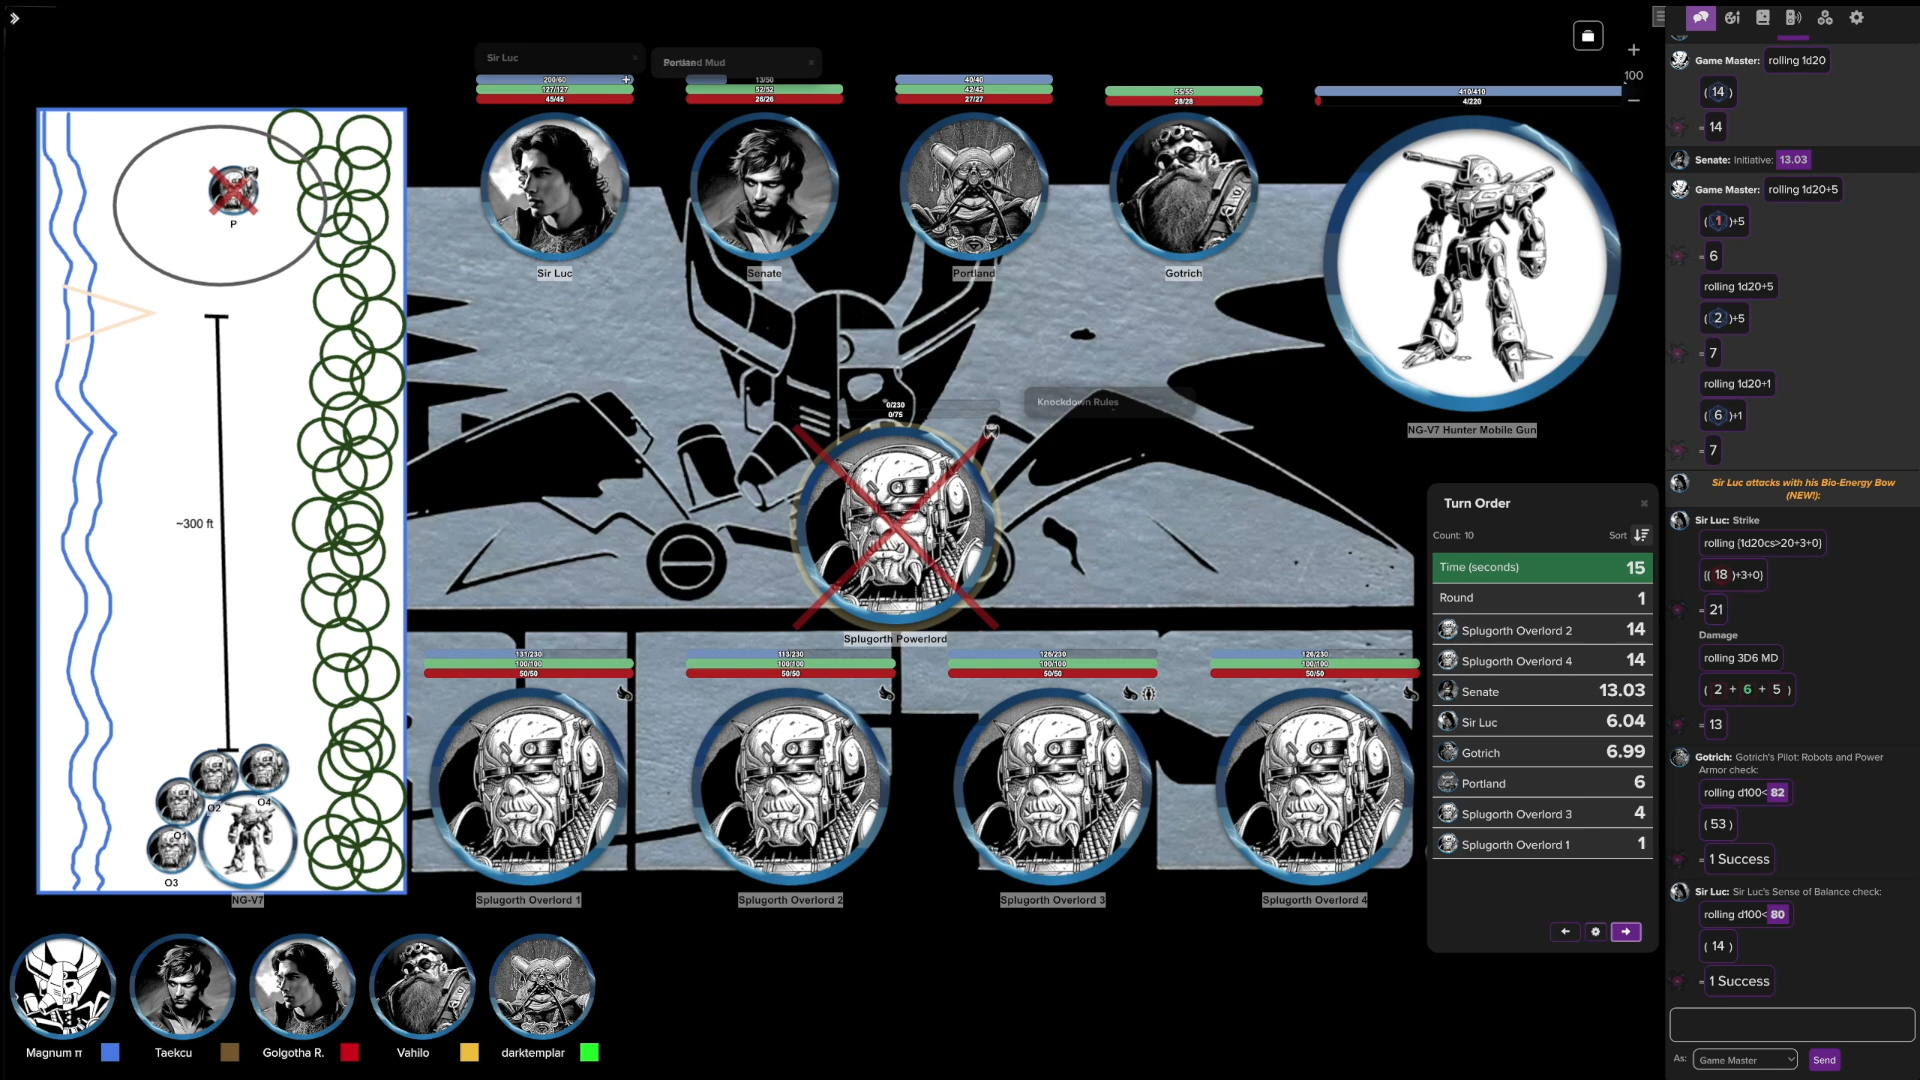 Sir Luc
Portland Mud
200/60
127/127
45/45
13/50
52/52
26/26
40/40
42/42
27/27
55/55
28/28
410/410
4/220
100
P
~300 ft
O2
O4
O1
O3
NG-V7
Sir Luc
Senate
Portland
Gotrich
NG-V7 Hunter Mobile Gun
Knockdown Rules
0/230
0/75
Splugorth Powerlord
131/230
100/100
50/50
113/230
100/100
50/50
126/230
100/100
50/50
126/230
100/100
50/50
Splugorth Overlord 1
Splugorth Overlord 2
Splugorth Overlord 3
Splugorth Overlord 4
Turn Order
Count: 10
Sort
Time (seconds) 15
Round 1
Splugorth Overlord 2 14
Splugorth Overlord 4 14
Senate 13.03
Sir Luc 6.04
Gotrich 6.99
Portland 6
Splugorth Overlord 3 4
Splugorth Overlord 1 1
Magnum π
Taekcu
Golgotha R.
Vahilo
darktemplar
Game Master: rolling 1d20
( 14 )
= 14
Senate: Initiative: 13.03
Game Master: rolling 1d20+5
( 1 )+5
= 6
rolling 1d20+5
( 2 )+5
= 7
rolling 1d20+1
( 6 )+1
= 7
Sir Luc attacks with his Bio-Energy Bow
(NEW!):
Sir Luc: Strike
rolling {1d20cs>20+3+0}
{( 18 )+3+0}
= 21
Damage
rolling 3D6 MD
( 2 + 6 + 5 )
= 13
Gotrich: Gotrich's Pilot: Robots and Power
Armor check:
rolling d100< 82
( 53 )
= 1 Success
Sir Luc: Sir Luc's Sense of Balance check:
rolling d100< 80
( 14 )
= 1 Success
As: Game Master
Send